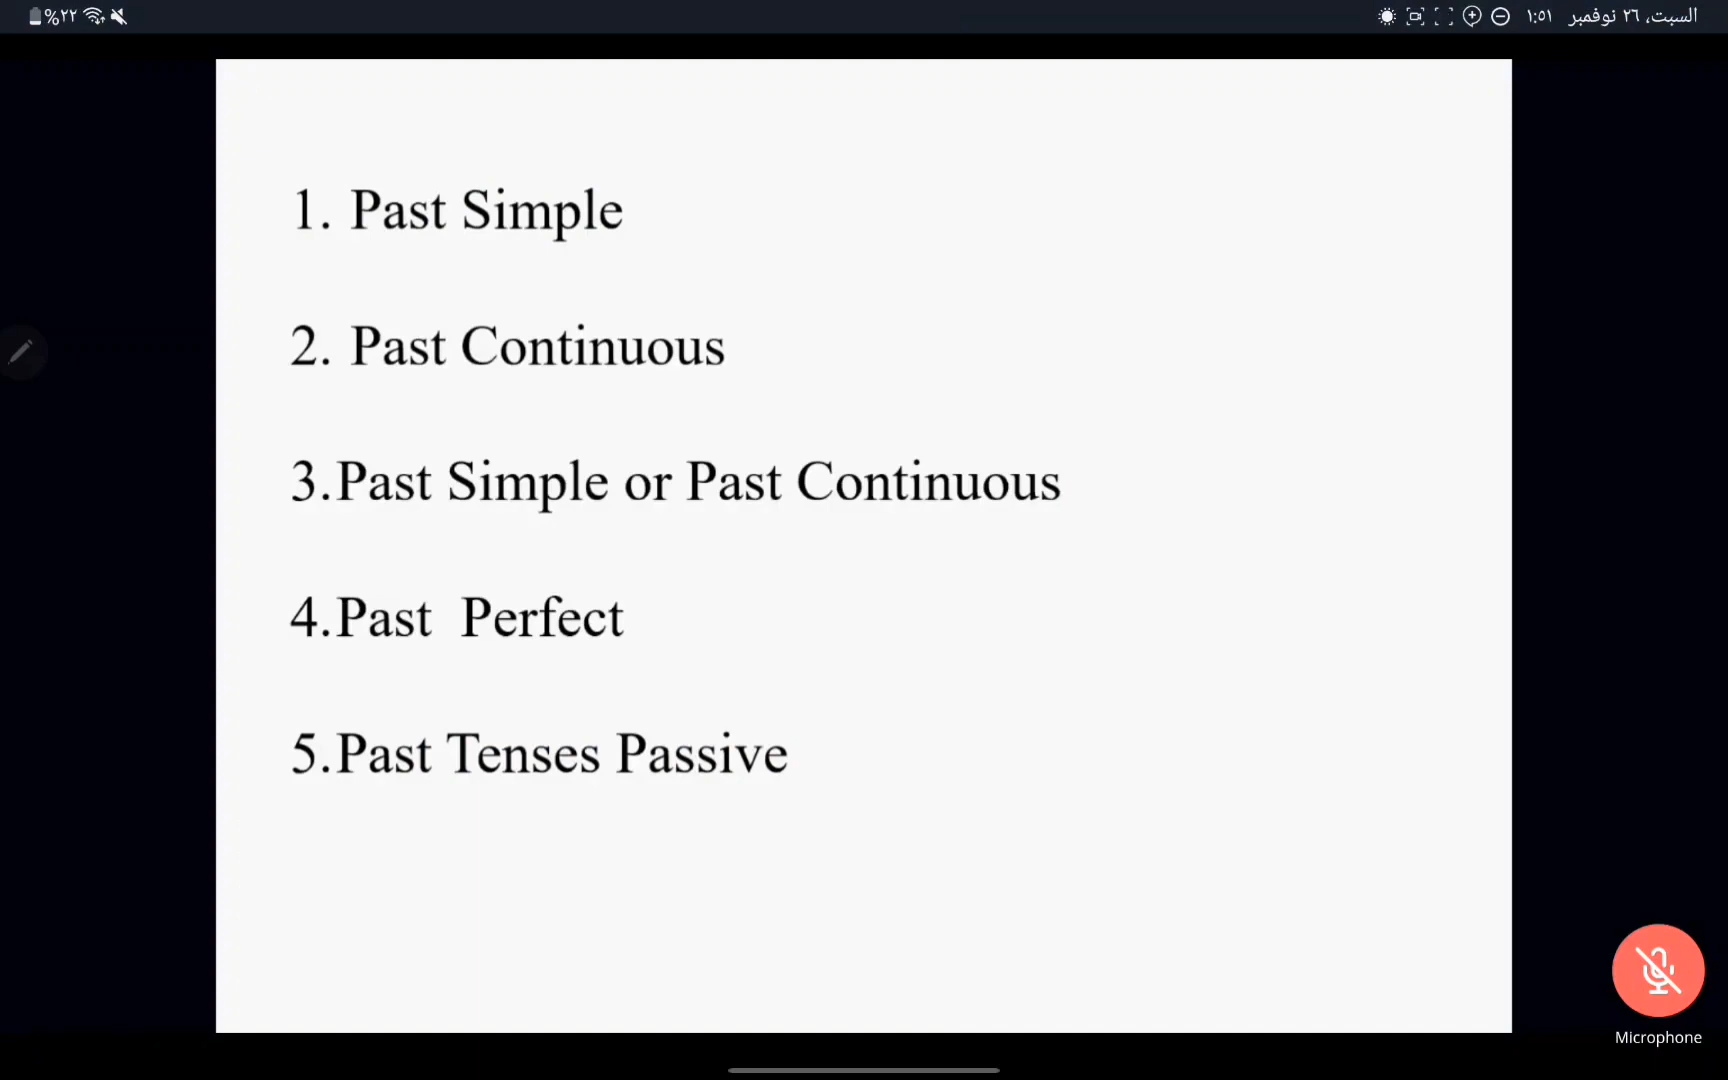 السبت، ٢٦ نوفمبر ١:٥١
%٢٢
1. Past Simple
2. Past Continuous
3.Past Simple or Past Continuous
4.Past  Perfect
5.Past Tenses Passive
Microphone